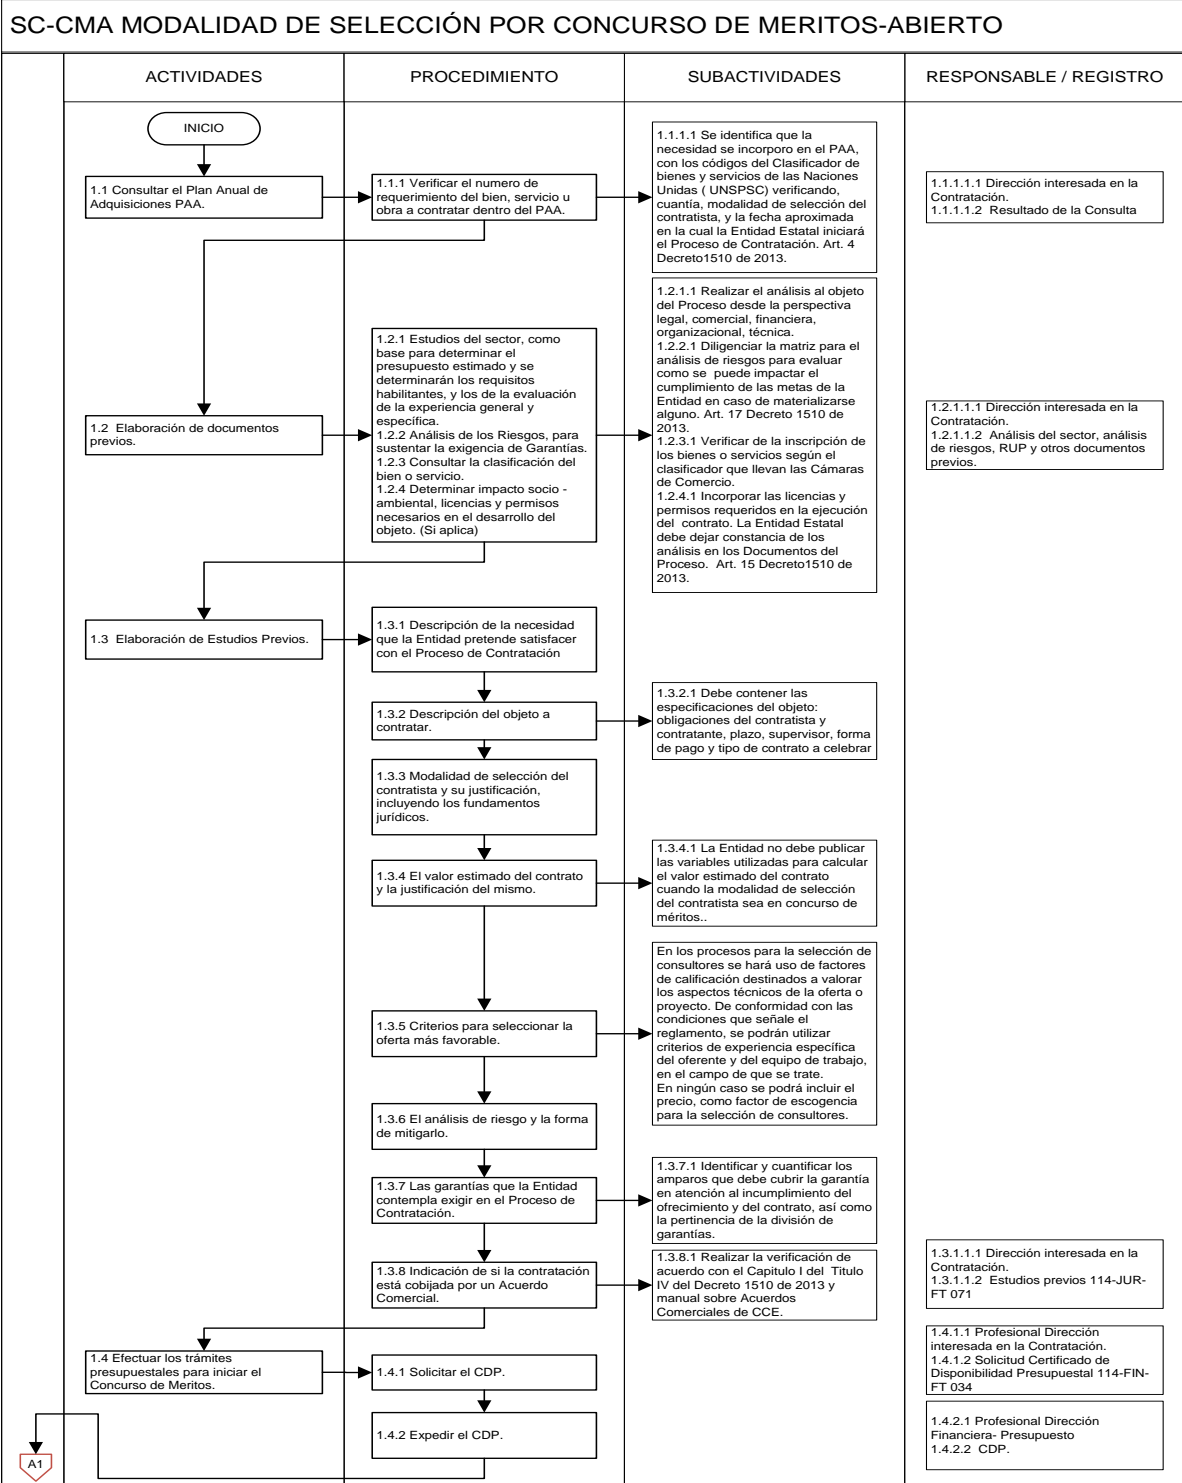 SC-CMA MODALIDAD DE SELECCIÓN POR CONCURSO DE MERITOS-ABIERTO
ACTIVIDADES
PROCEDIMIENTO
SUBACTIVIDADES
RESPONSABLE / REGISTRO
INICIO
1.1 Consultar el Plan Anual de
Adquisiciones PAA.
1.1.1 Verificar el numero de
requerimiento del bien, servicio u
obra a contratar dentro del PAA.
1.1.1.1 Se identifica que la
necesidad se incorporo en el PAA,
con los códigos del Clasificador de
bienes y servicios de las Naciones
Unidas ( UNSPSC) verificando,
cuantía, modalidad de selección del
contratista, y la fecha aproximada
en la cual la Entidad Estatal iniciará
el Proceso de Contratación. Art. 4
Decreto1510 de 2013.
1.1.1.1.1 Dirección interesada en la
Contratación.
1.1.1.1.2 Resultado de la Consulta
1.2 Elaboración de documentos
previos.
1.2.1 Estudios del sector, como
base para determinar el
presupuesto estimado y se
determinarán los requisitos
habilitantes, y los de la evaluación
de la experiencia general y
específica.
1.2.2 Análisis de los Riesgos, para
sustentar la exigencia de Garantías.
1.2.3 Consultar la clasificación del
bien o servicio.
1.2.4 Determinar impacto socio -
ambiental, licencias y permisos
necesarios en el desarrollo del
objeto. (Si aplica)
1.2.1.1 Realizar el análisis al objeto
del Proceso desde la perspectiva
legal, comercial, financiera,
organizacional, técnica.
1.2.2.1 Diligenciar la matriz para el
análisis de riesgos para evaluar
como se puede impactar el
cumplimiento de las metas de la
Entidad en caso de materializarse
alguno. Art. 17 Decreto 1510 de
2013.
1.2.3.1 Verificar de la inscripción de
los bienes o servicios según el
clasificador que llevan las Cámaras
de Comercio.
1.2.4.1 Incorporar las licencias y
permisos requeridos en la ejecución
del contrato. La Entidad Estatal
debe dejar constancia de los
análisis en los Documentos del
Proceso. Art. 15 Decreto1510 de
2013.
1.2.1.1.1 Dirección interesada en la
Contratación.
1.2.1.1.2 Análisis del sector, análisis
de riesgos, RUP y otros documentos
previos.
1.3 Elaboración de Estudios Previos.
1.3.1 Descripción de la necesidad
que la Entidad pretende satisfacer
con el Proceso de Contratación
1.3.2 Descripción del objeto a
contratar.
1.3.2.1 Debe contener las
especificaciones del objeto:
obligaciones del contratista y
contratante, plazo, supervisor, forma
de pago y tipo de contrato a celebrar
1.3.3 Modalidad de selección del
contratista y su justificación,
incluyendo los fundamentos
jurídicos.
1.3.4 El valor estimado del contrato
y la justificación del mismo.
1.3.4.1 La Entidad no debe publicar
las variables utilizadas para calcular
el valor estimado del contrato
cuando la modalidad de selección
del contratista sea en concurso de
méritos..
1.3.5 Criterios para seleccionar la
oferta más favorable.
En los procesos para la selección de
consultores se hará uso de factores
de calificación destinados a valorar
los aspectos técnicos de la oferta o
proyecto. De conformidad con las
condiciones que señale el
reglamento, se podrán utilizar
criterios de experiencia específica
del oferente y del equipo de trabajo,
en el campo de que se trate.
En ningún caso se podrá incluir el
precio, como factor de escogencia
para la selección de consultores.
1.3.6 El análisis de riesgo y la forma
de mitigarlo.
1.3.7 Las garantías que la Entidad
contempla exigir en el Proceso de
Contratación.
1.3.7.1 Identificar y cuantificar los
amparos que debe cubrir la garantía
en atención al incumplimiento del
ofrecimiento y del contrato, así como
la pertinencia de la división de
garantías.
1.3.8 Indicación de si la contratación
está cobijada por un Acuerdo
Comercial.
1.3.8.1 Realizar la verificación de
acuerdo con el Capitulo I del Titulo
IV del Decreto 1510 de 2013 y
manual sobre Acuerdos
Comerciales de CCE.
1.3.1.1.1 Dirección interesada en la
Contratación.
1.3.1.1.2 Estudios previos 114-JUR-
FT 071
1.4 Efectuar los trámites
presupuestales para iniciar el
Concurso de Meritos.
1.4.1 Solicitar el CDP.
1.4.1.1 Profesional Dirección
interesada en la Contratación.
1.4.1.2 Solicitud Certificado de
Disponibilidad Presupuestal 114-FIN-
FT 034
1.4.2 Expedir el CDP.
1.4.2.1 Profesional Dirección
Financiera- Presupuesto
1.4.2.2 CDP.
A1